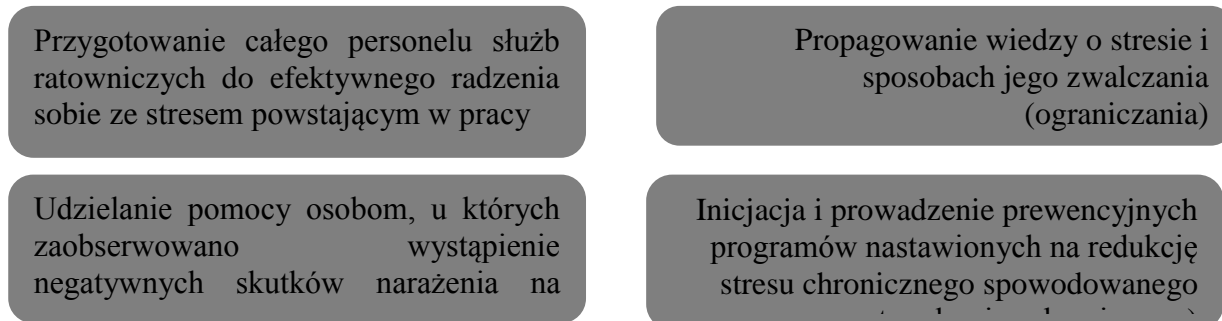 Przygotowanie całego personelu służb
ratowniczych do efektywnego radzenia
sobie ze stresem powstającym w pracy
Propagowanie wiedzy o stresie i
sposobach jego zwalczania
(ograniczania)
Udzielanie pomocy osobom, u których
zaobserwowano wystąpienie
negatywnych skutków narażenia na
Inicjacja i prowadzenie prewencyjnych
programów nastawionych na redukcję
stresu chronicznego spowodowanego